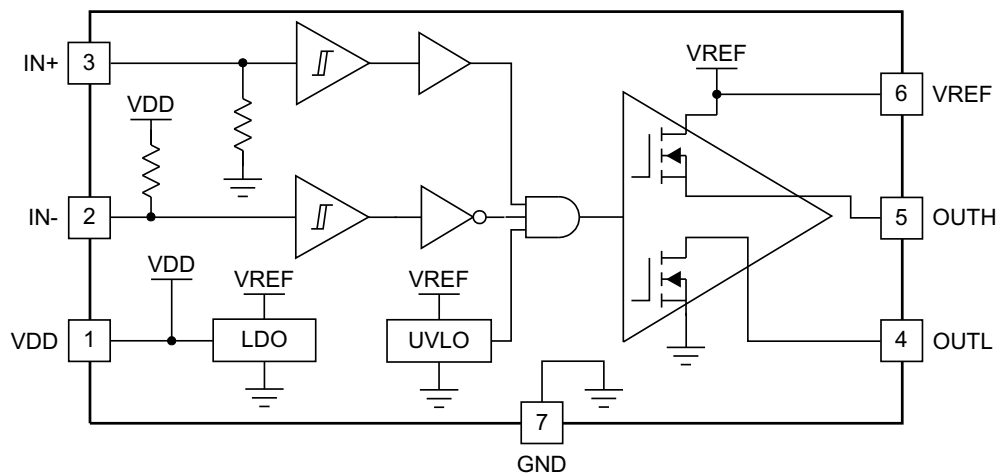 IN+
3
VREF
6
VREF
VDD
IN-
2
5
OUTH
VDD
VREF
VREF
VDD
1
LDO
UVLO
4
OUTL
7
GND